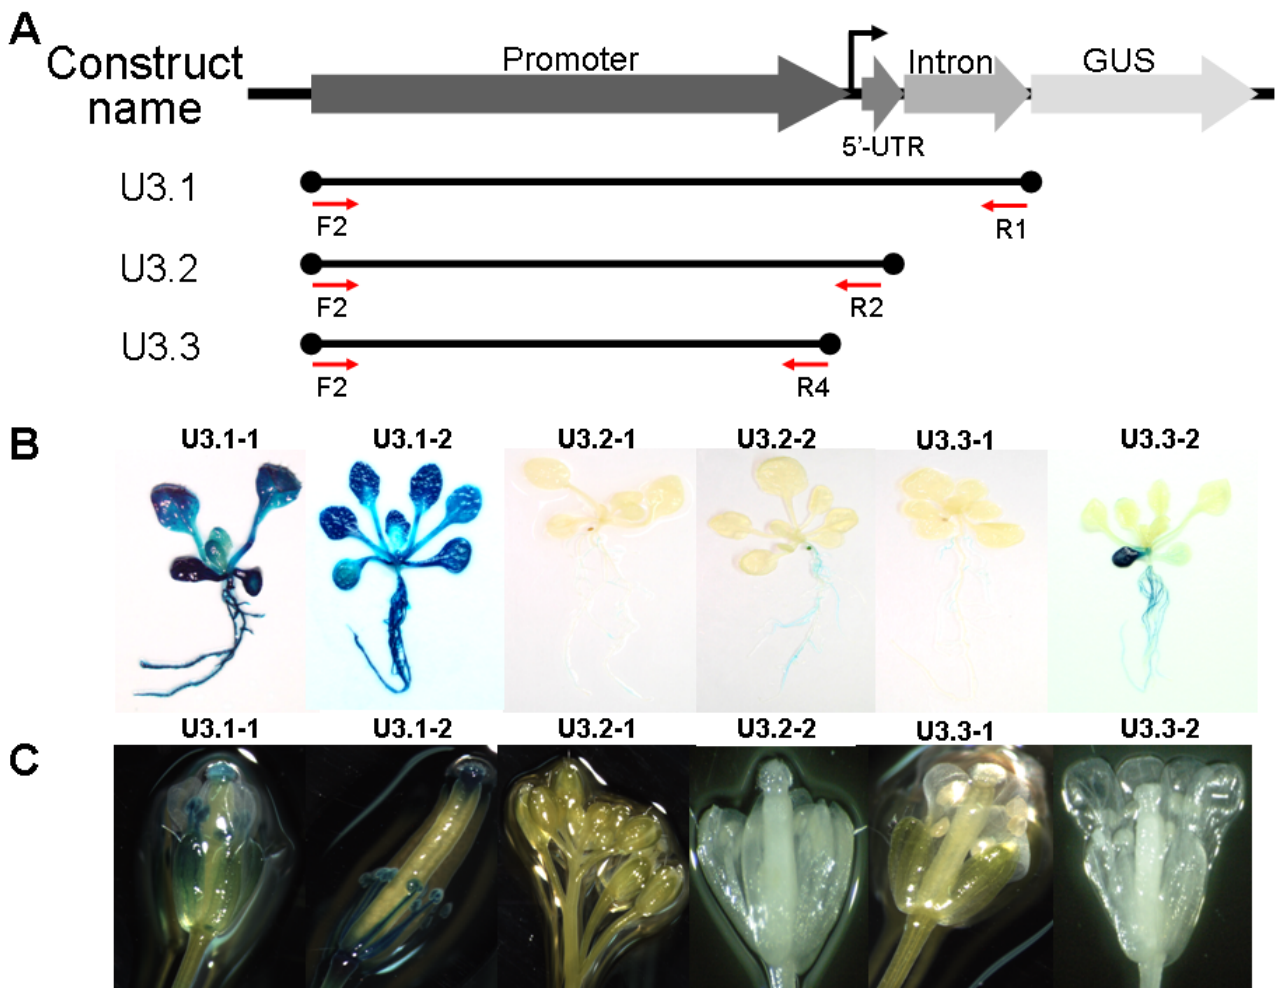 A
Construct name
Promoter
Intron
GUS
5’-UTR
U3.1
F2
R1
U3.2
F2
R2
U3.3
F2
R4
B
U3.1-1 U3.1-2 U3.2-1 U3.2-2 U3.3-1 U3.3-2
C
U3.1-1 U3.1-2 U3.2-1 U3.2-2 U3.3-1 U3.3-2